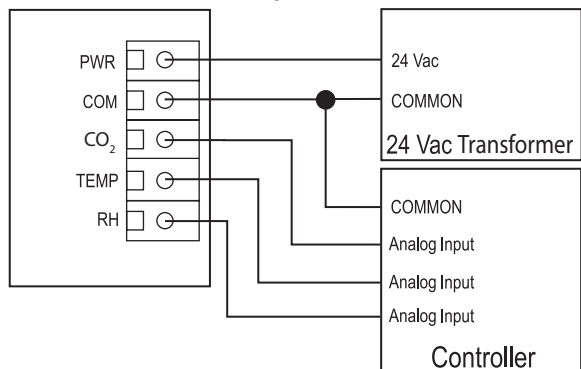 PWR
COM
CO₂
TEMP
RH
24 Vac
COMMON
24 Vac Transformer
COMMON
Analog Input
Analog Input
Analog Input
Controller